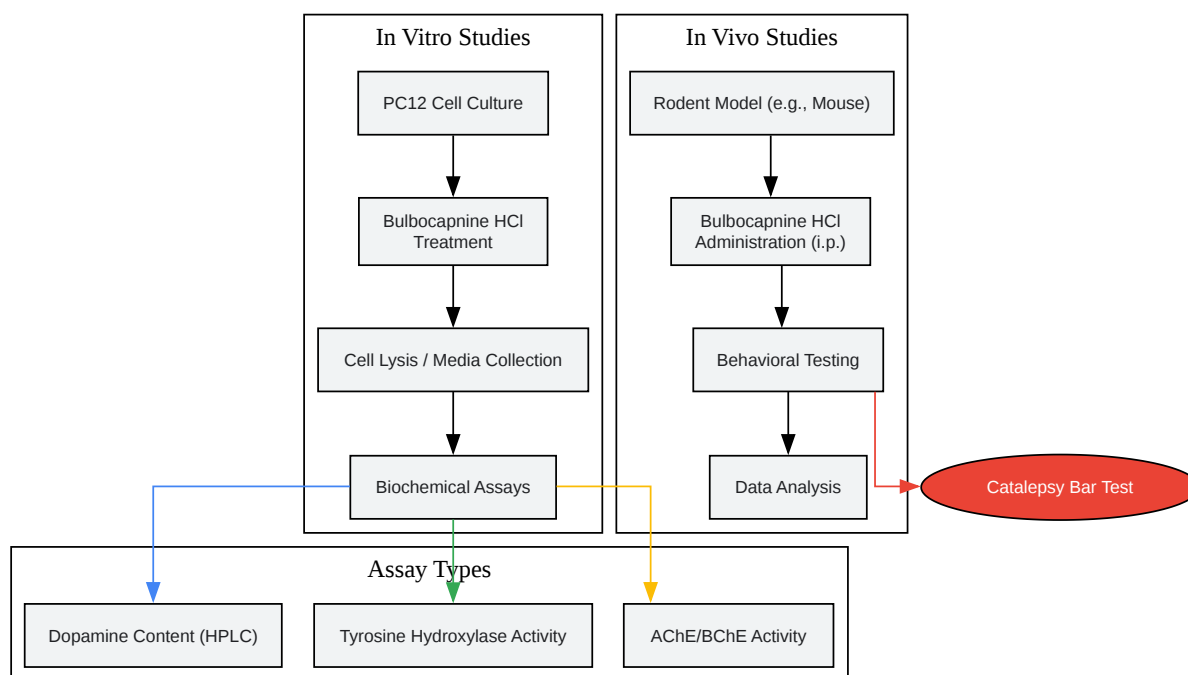 In Vitro Studies
PC12 Cell Culture
Bulbocapnine HCl
Treatment
Cell Lysis / Media Collection
Biochemical Assays
In Vivo Studies
Rodent Model (e.g., Mouse)
Bulbocapnine HCl
Administration (i.p.)
Behavioral Testing
Data Analysis
Catalepsy Bar Test
Assay Types
Dopamine Content (HPLC)
Tyrosine Hydroxylase Activity
AChE/BChE Activity